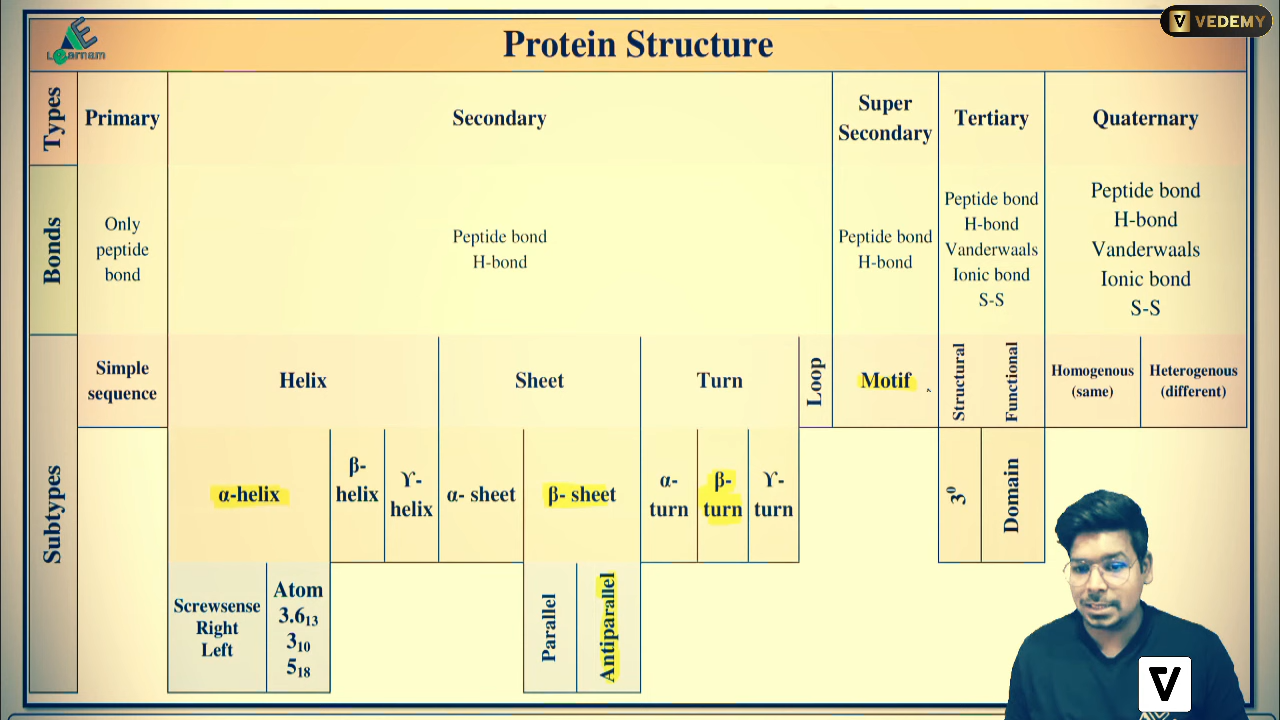 VEDEMY
Learnam
Protein Structure
Types
Primary
Secondary
Super
Secondary
Tertiary
Quaternary
Bonds
Only
peptide
bond
Peptide bond
H-bond
Peptide bond
H-bond
Peptide bond
H-bond
Vanderwaals
Ionic bond
S-S
Peptide bond
H-bond
Vanderwaals
Ionic bond
S-S
Subtypes
Simple
sequence
Helix
Sheet
Turn
Loop
Motif
Structural
Functional
Homogenous
(same)
Heterogenous
(different)
α-helix
β-
helix
ϒ-
helix
α- sheet
β- sheet
α-
turn
β-
turn
ϒ-
turn
3⁰
Domain
Screwsense
Right
Left
Atom
3.6₁₃
3₁₀
5₁₈
Parallel
Antiparallel